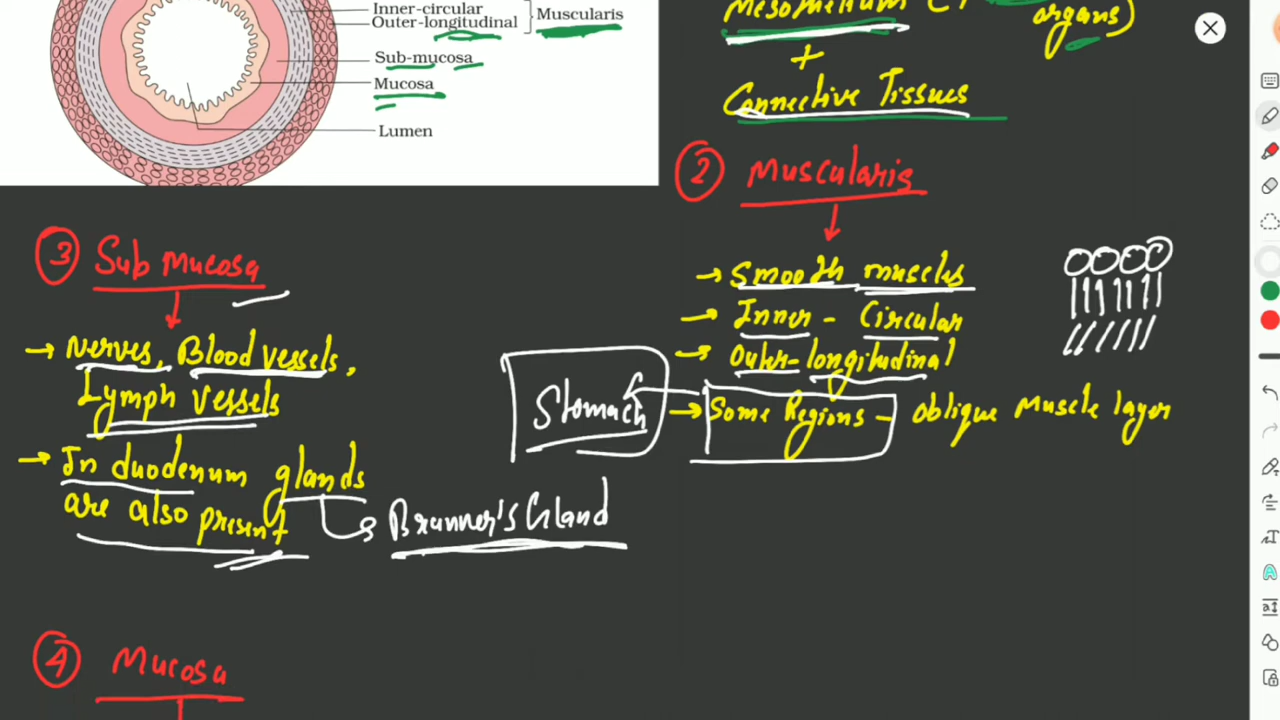 Inner-circular
Outer-longitudinal
Muscularis
Sub-mucosa
Mucosa
Lumen
organs)
+
Connective Tissues
② Muscularis
→ Smooth muscles
→ Inner - Circular
→ Outer-longitudinal
→ Some Regions - oblique Muscle layer
Stomach
③ Sub Mucosa
→ Nerves, Blood vessels,
Lymph vessels
→ In duodenum glands
are also present
Brunner's Gland
④ Mucosa